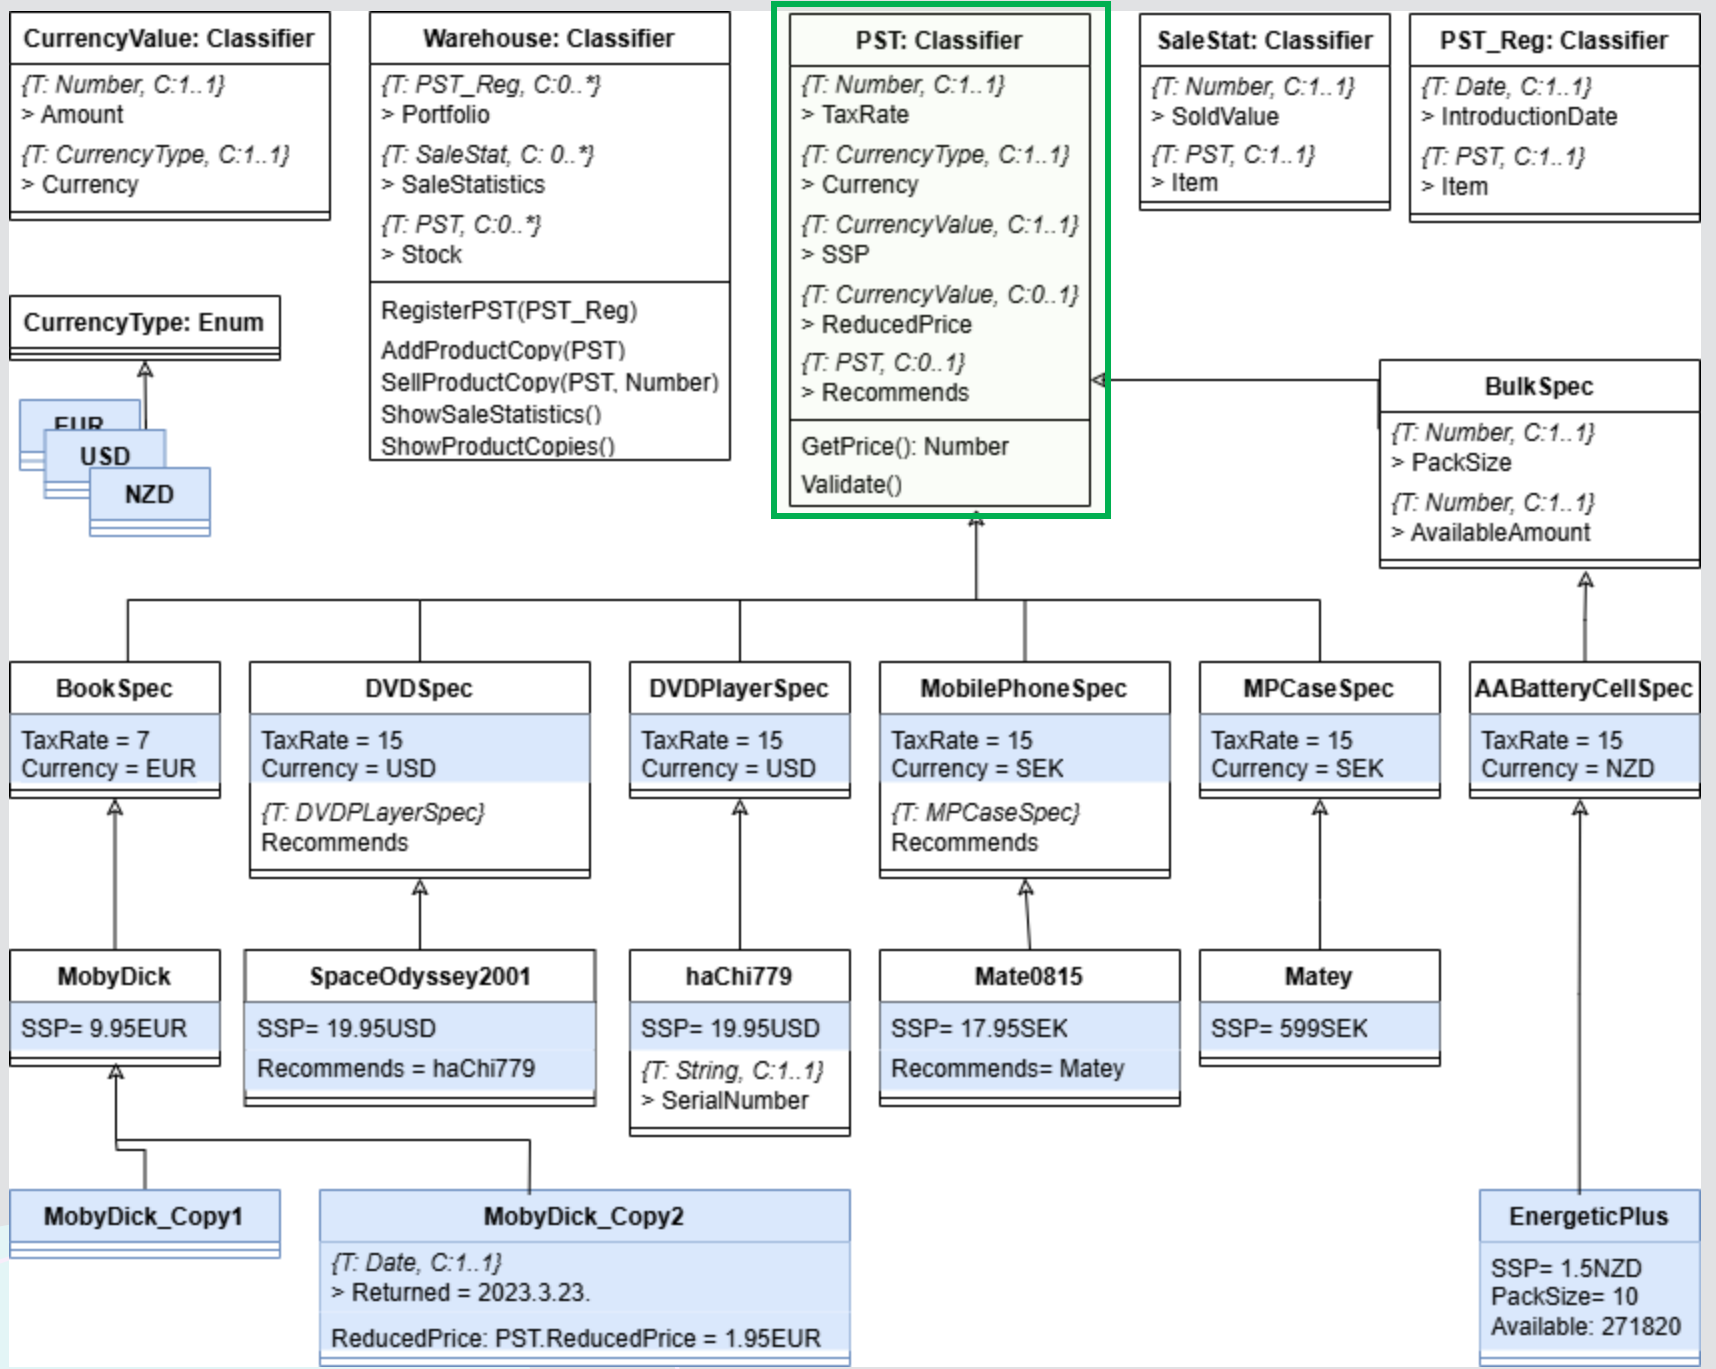 CurrencyValue: Classifier
{T: Number, C:1..1}
> Amount
{T: CurrencyType, C:1..1}
> Currency
Warehouse: Classifier
{T: PST_Reg, C:0..*}
> Portfolio
{T: SaleStat, C: 0..*}
> SaleStatistics
{T: PST, C:0..*}
> Stock
RegisterPST(PST_Reg)
AddProductCopy(PST)
SellProductCopy(PST, Number)
ShowSaleStatistics()
ShowProductCopies()
PST: Classifier
{T: Number, C:1..1}
> TaxRate
{T: CurrencyType, C:1..1}
> Currency
{T: CurrencyValue, C:1..1}
> SSP
{T: CurrencyValue, C:0..1}
> ReducedPrice
{T: PST, C:0..1}
> Recommends
GetPrice(): Number
Validate()
SaleStat: Classifier
{T: Number, C:1..1}
> SoldValue
{T: PST, C:1..1}
> Item
PST_Reg: Classifier
{T: Date, C:1..1}
> IntroductionDate
{T: PST, C:1..1}
> Item
CurrencyType: Enum
EUR
USD
NZD
BulkSpec
{T: Number, C:1..1}
> PackSize
{T: Number, C:1..1}
> AvailableAmount
BookSpec
TaxRate = 7
Currency = EUR
DVDSpec
TaxRate = 15
Currency = USD
{T: DVDPLayerSpec}
Recommends
DVDPlayerSpec
TaxRate = 15
Currency = USD
MobilePhoneSpec
TaxRate = 15
Currency = SEK
{T: MPCaseSpec}
Recommends
MPCaseSpec
TaxRate = 15
Currency = SEK
AABatteryCellSpec
TaxRate = 15
Currency = NZD
MobyDick
SSP= 9.95EUR
SpaceOdyssey2001
SSP= 19.95USD
Recommends = haChi779
haChi779
SSP= 19.95USD
{T: String, C:1..1}
> SerialNumber
Mate0815
SSP= 17.95SEK
Recommends= Matey
Matey
SSP= 599SEK
MobyDick_Copy1
MobyDick_Copy2
{T: Date, C:1..1}
> Returned = 2023.3.23.
ReducedPrice: PST.ReducedPrice = 1.95EUR
EnergeticPlus
SSP= 1.5NZD
PackSize= 10
Available: 271820